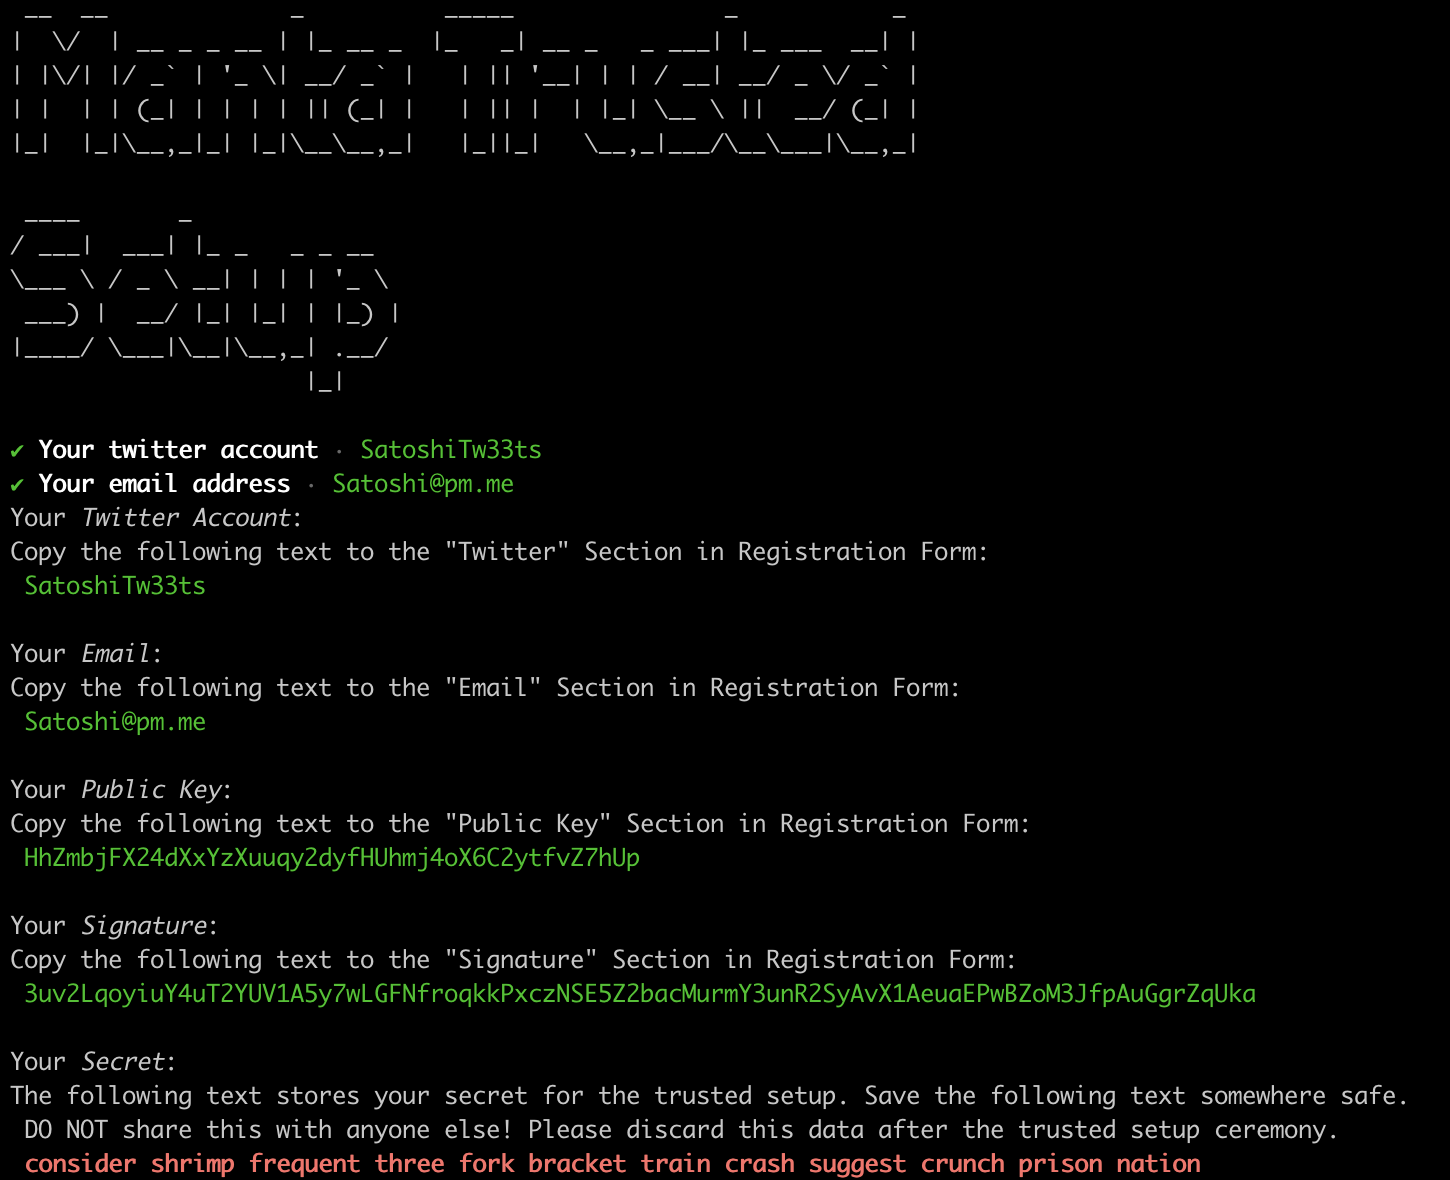 Manta Trusted
Setup
✔ Your twitter account · SatoshiTw33ts
✔ Your email address · Satoshi@pm.me
Your Twitter Account:
Copy the following text to the "Twitter" Section in Registration Form:
SatoshiTw33ts
Your Email:
Copy the following text to the "Email" Section in Registration Form:
Satoshi@pm.me
Your Public Key:
Copy the following text to the "Public Key" Section in Registration Form:
HhZmbjFX24dXxYzXuuqy2dyfHUhmj4oX6C2ytfvZ7hUp
Your Signature:
Copy the following text to the "Signature" Section in Registration Form:
3uv2LqoyiuY4uT2YUV1A5y7wLGFNfroqkkPxczNSE5Z2bacMurmY3unR2SyAvX1AeuaEPwBZoM3JfpAuGgrZqUka
Your Secret:
The following text stores your secret for the trusted setup. Save the following text somewhere safe.
DO NOT share this with anyone else! Please discard this data after the trusted setup ceremony.
consider shrimp frequent three fork bracket train crash suggest crunch prison nation